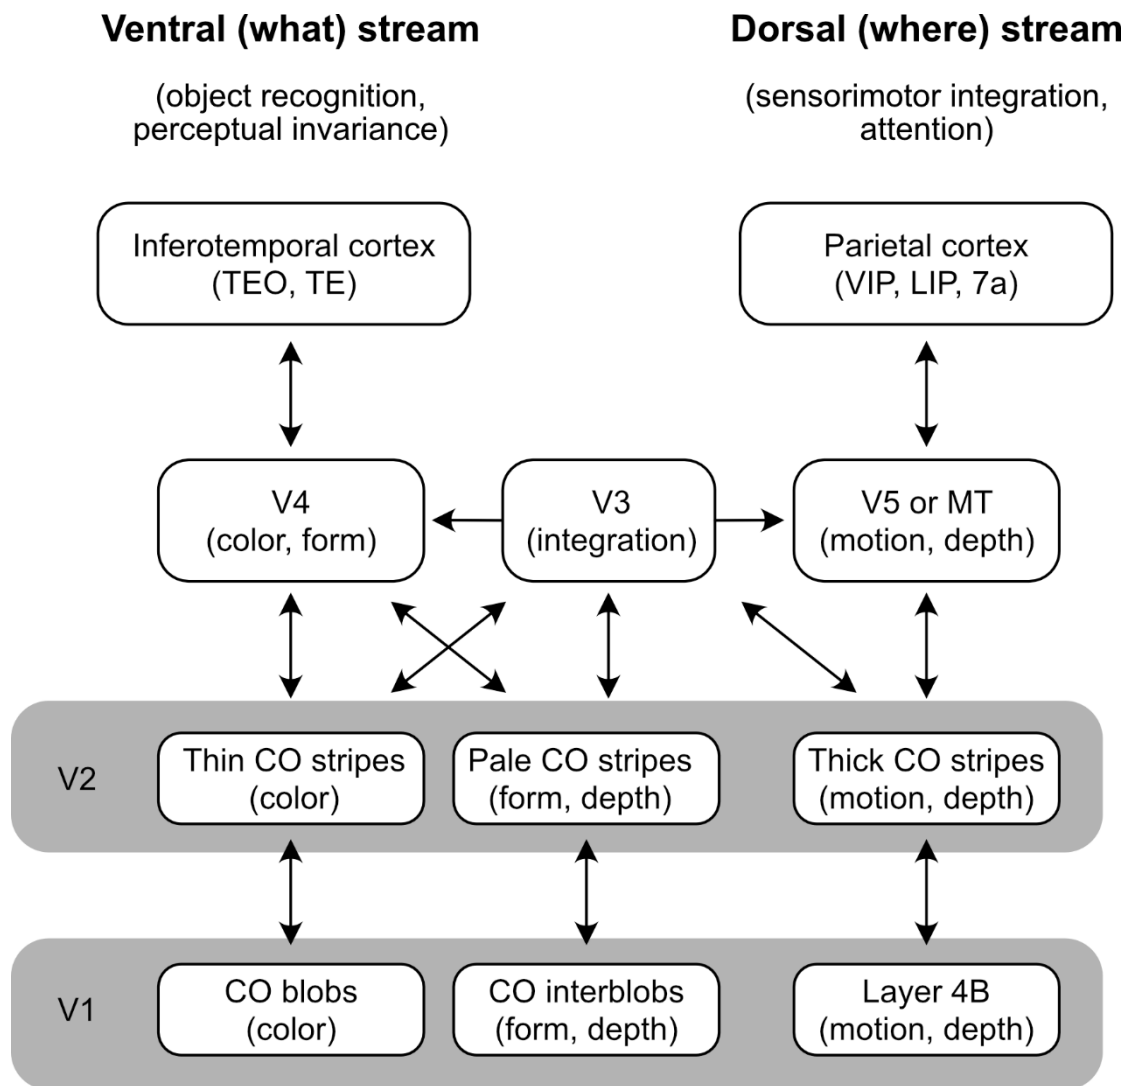 Ventral (what) stream
(object recognition,
perceptual invariance)
Dorsal (where) stream
(sensorimotor integration,
attention)
Inferotemporal cortex
(TEO, TE)
Parietal cortex
(VIP, LIP, 7a)
V4
(color, form)
V3
(integration)
V5 or MT
(motion, depth)
V2
Thin CO stripes
(color)
Pale CO stripes
(form, depth)
Thick CO stripes
(motion, depth)
V1
CO blobs
(color)
CO interblobs
(form, depth)
Layer 4B
(motion, depth)